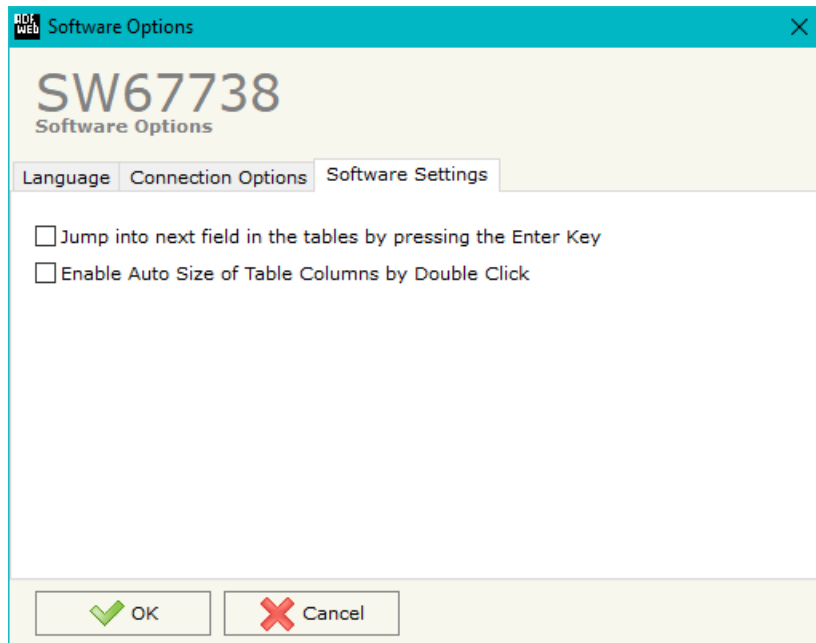 ADF
WEB Software Options
SW67738
Software Options
Language Connection Options Software Settings
Jump into next field in the tables by pressing the Enter Key
Enable Auto Size of Table Columns by Double Click
OK Cancel